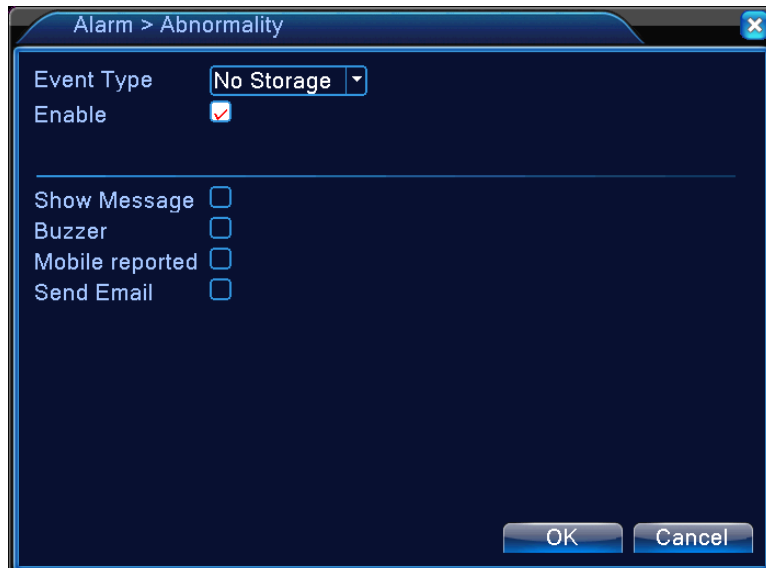 Alarm > Abnormality
Event Type No Storage
Enable
Show Message
Buzzer
Mobile reported
Send Email
OK Cancel